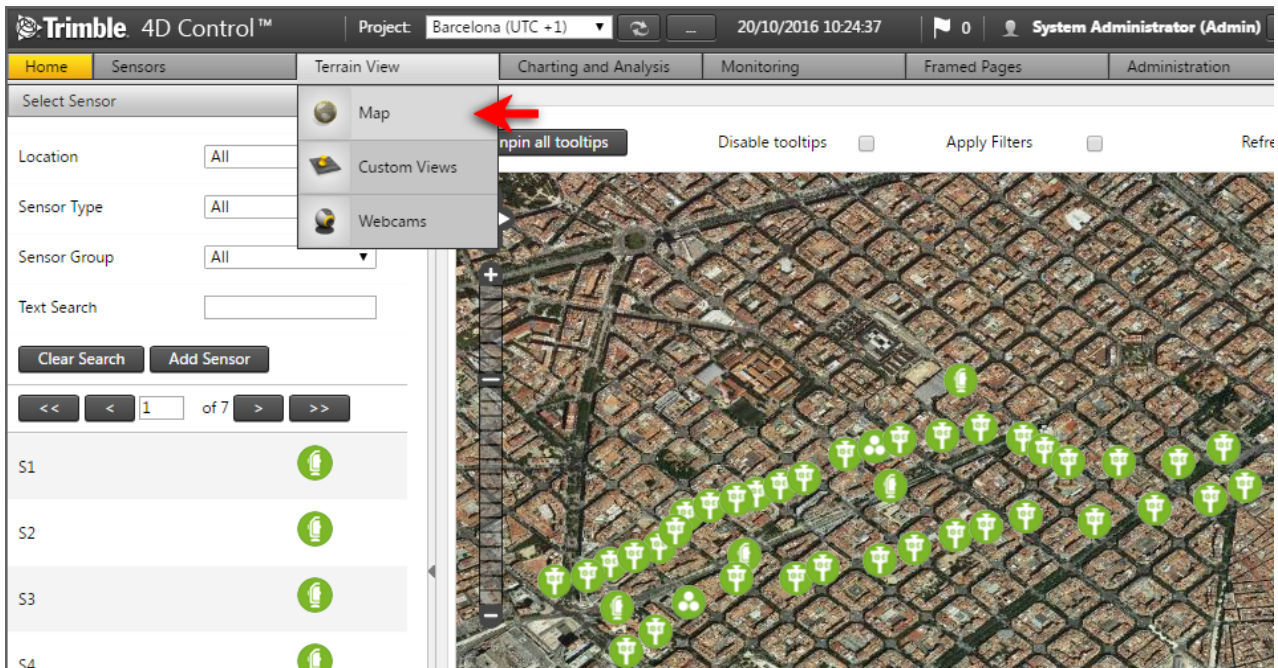 Trimble. 4D Control™ Project: Barcelona (UTC +1) ... 20/10/2016 10:24:37 0 System Administrator (Admin)
Home Sensors Terrain View Charting and Analysis Monitoring Framed Pages Administration
Select Sensor
Map
npin all tooltips Disable tooltips Apply Filters Refre
Location All
Custom Views
Sensor Type All
Webcams
Sensor Group All
Text Search
Clear Search Add Sensor
<< < 1 of 7 > >>
S1
S2
S3
S4